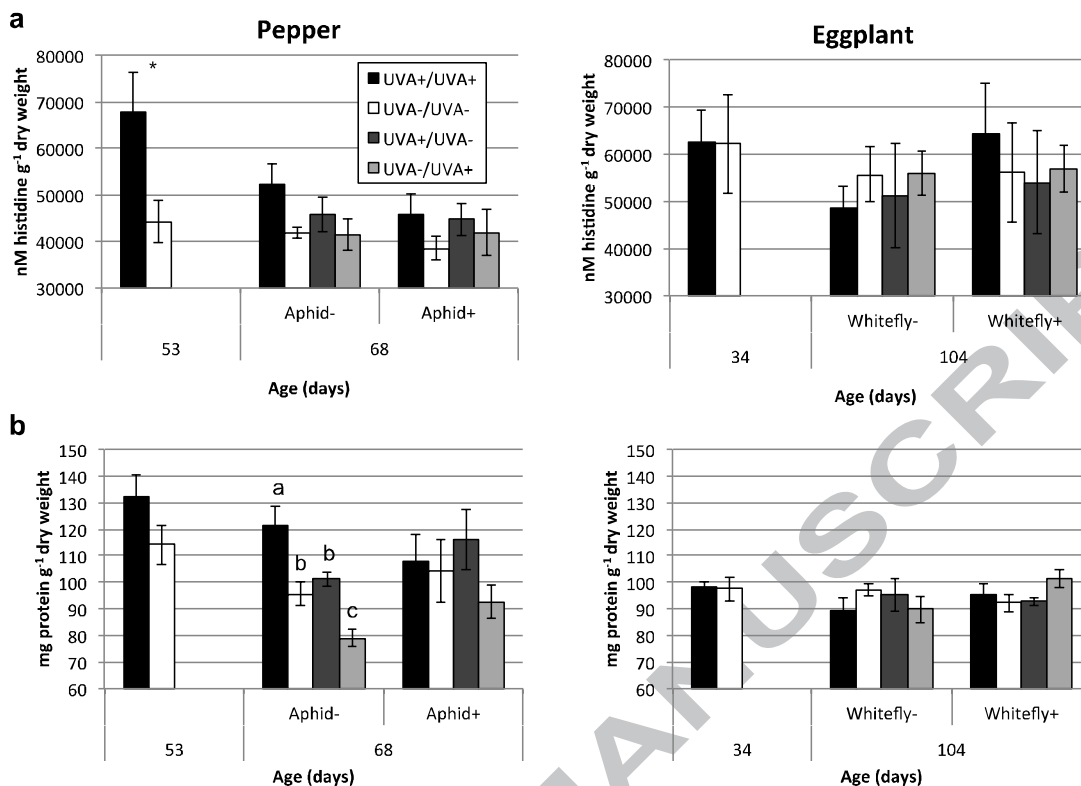 a
Pepper
nM histidine g⁻¹ dry weight
80000
70000
60000
50000
40000
30000
*
UVA+/UVA+
UVA-/UVA-
UVA+/UVA-
UVA-/UVA+
Aphid- Aphid+
53 68
Age (days)
Eggplant
nM histidine g⁻¹ dry weight
80000
70000
60000
50000
40000
30000
Whitefly- Whitefly+
34 104
Age (days)
b
mg protein g⁻¹ dry weight
150
140
130
120
110
100
90
80
70
60
a
b
b
c
Aphid- Aphid+
53 68
Age (days)
mg protein g⁻¹ dry weight
150
140
130
120
110
100
90
80
70
60
Whitefly- Whitefly+
34 104
Age (days)